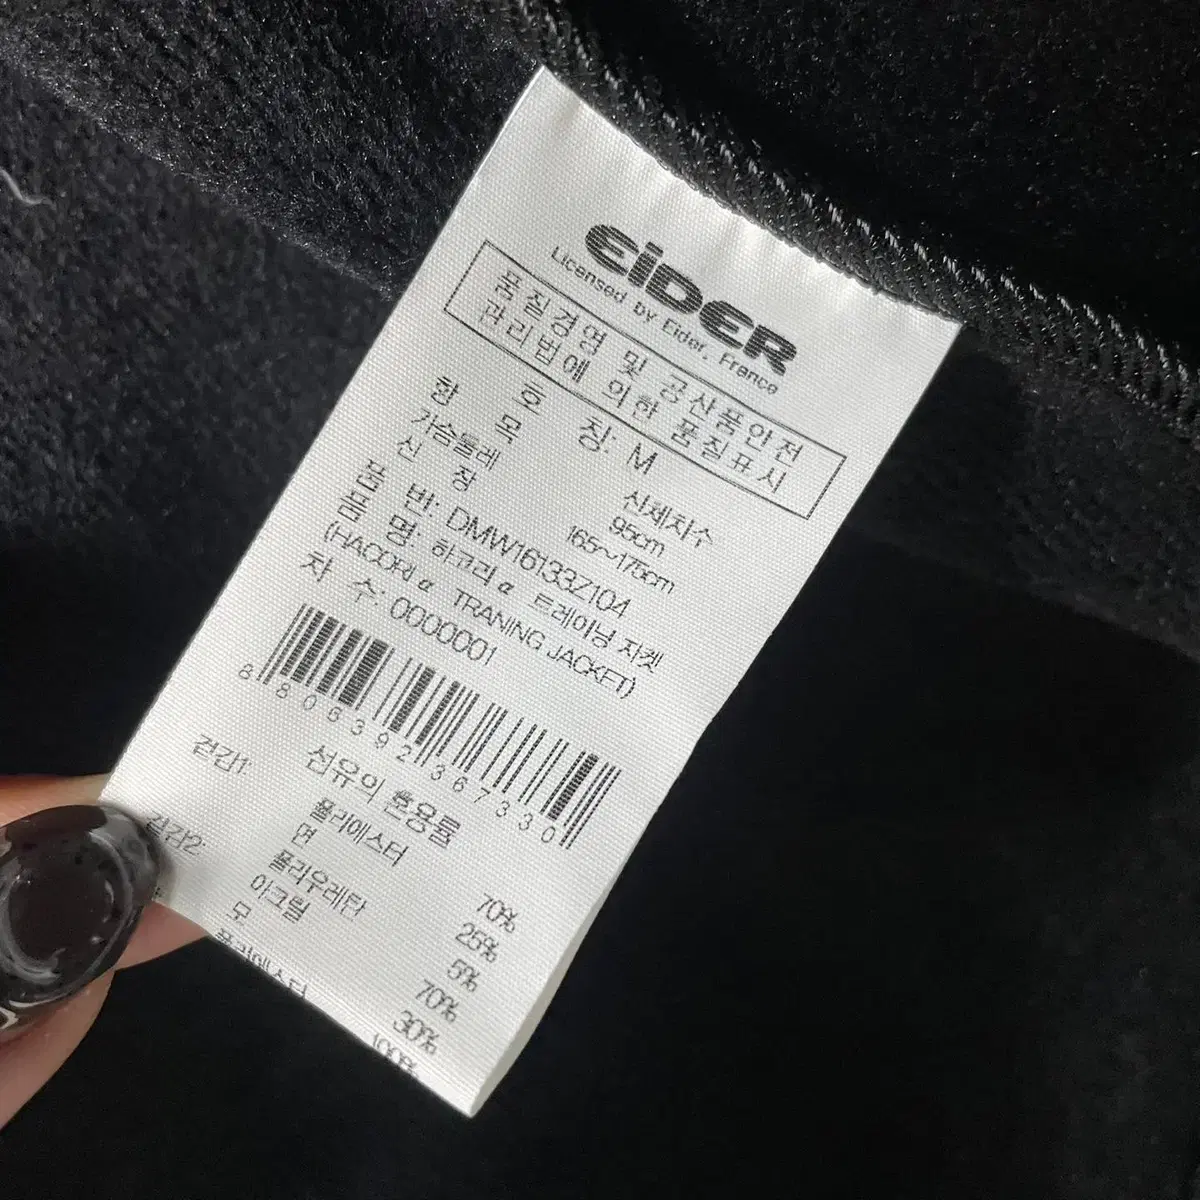 EiDER
Licensed by Eider, France
품질경영 및 공산품안전
관리법에 의한 품질표시
호 칭: M
항 목 신체치수
가슴둘레 95cm
신 장 165~175cm
품 번: DMW16133Z104
품 명: 하코리α 트레이닝 자켓
(HACORI α TRANING JACKET)
차 수: 0000001
8 806392 367330
섬유의 혼용률
겉감1: 폴리에스터 70%
면 25%
폴리우레탄 5%
겉감2: 아크릴 70%
모 30%
폴리에스터 100%